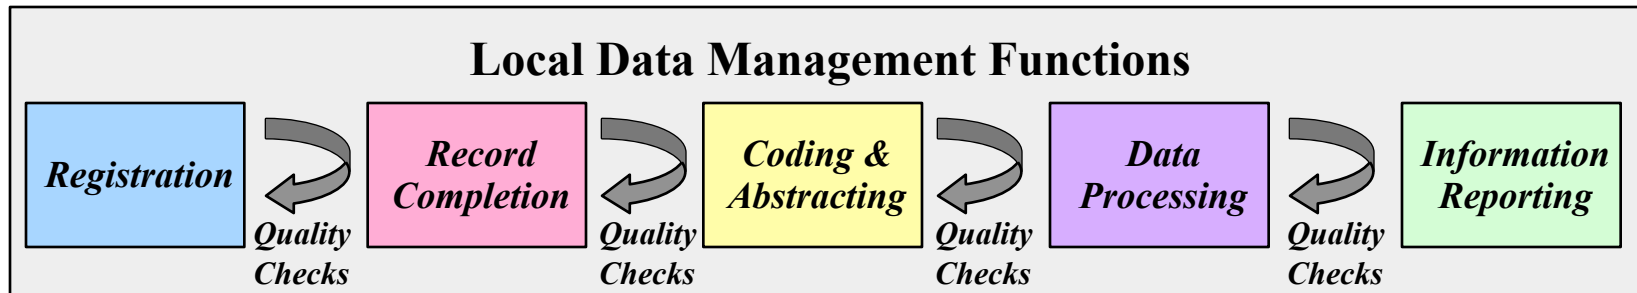 Local Data Management Functions
Registration
Quality
Checks
Record
Completion
Quality
Checks
Coding &
Abstracting
Quality
Checks
Data
Processing
Quality
Checks
Information
Reporting